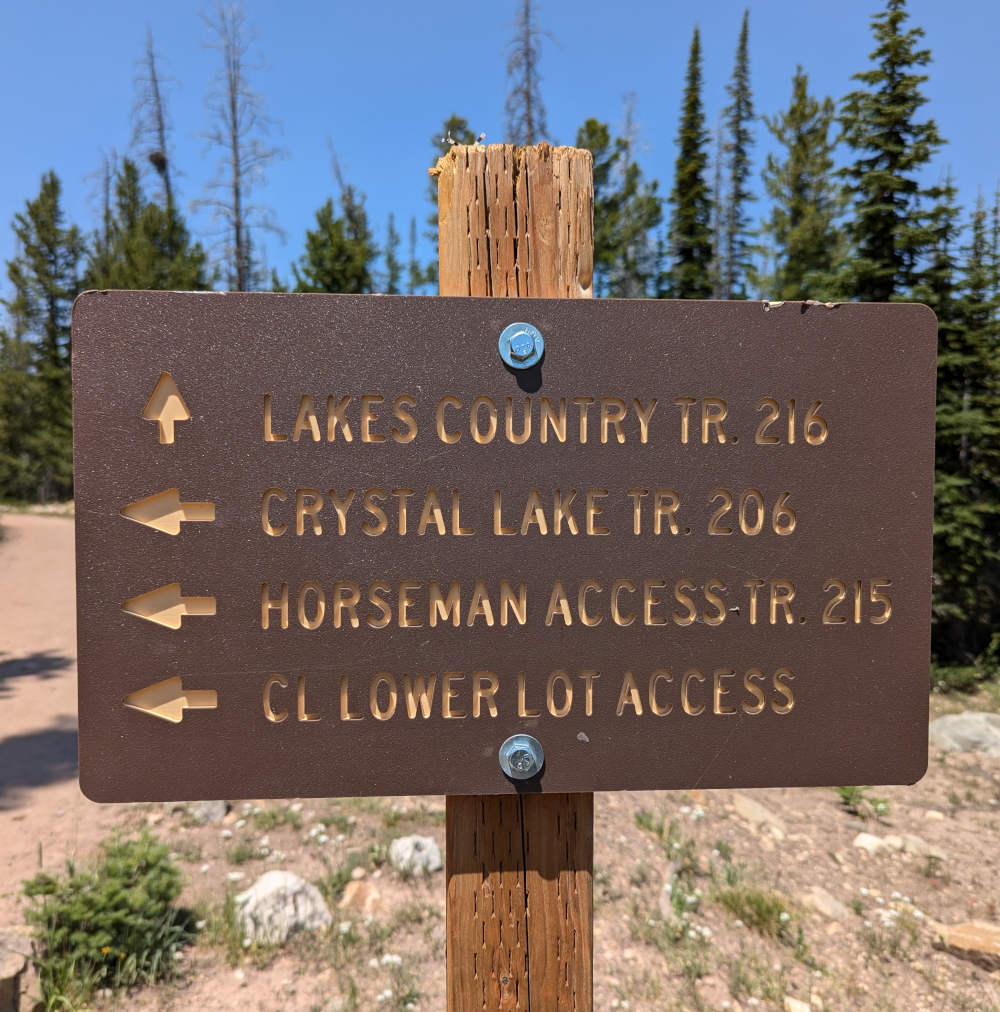 LAKES COUNTRY TR. 216
CRYSTAL LAKE TR. 206
HORSEMAN ACCESS TR. 215
CL LOWER LOT ACCESS